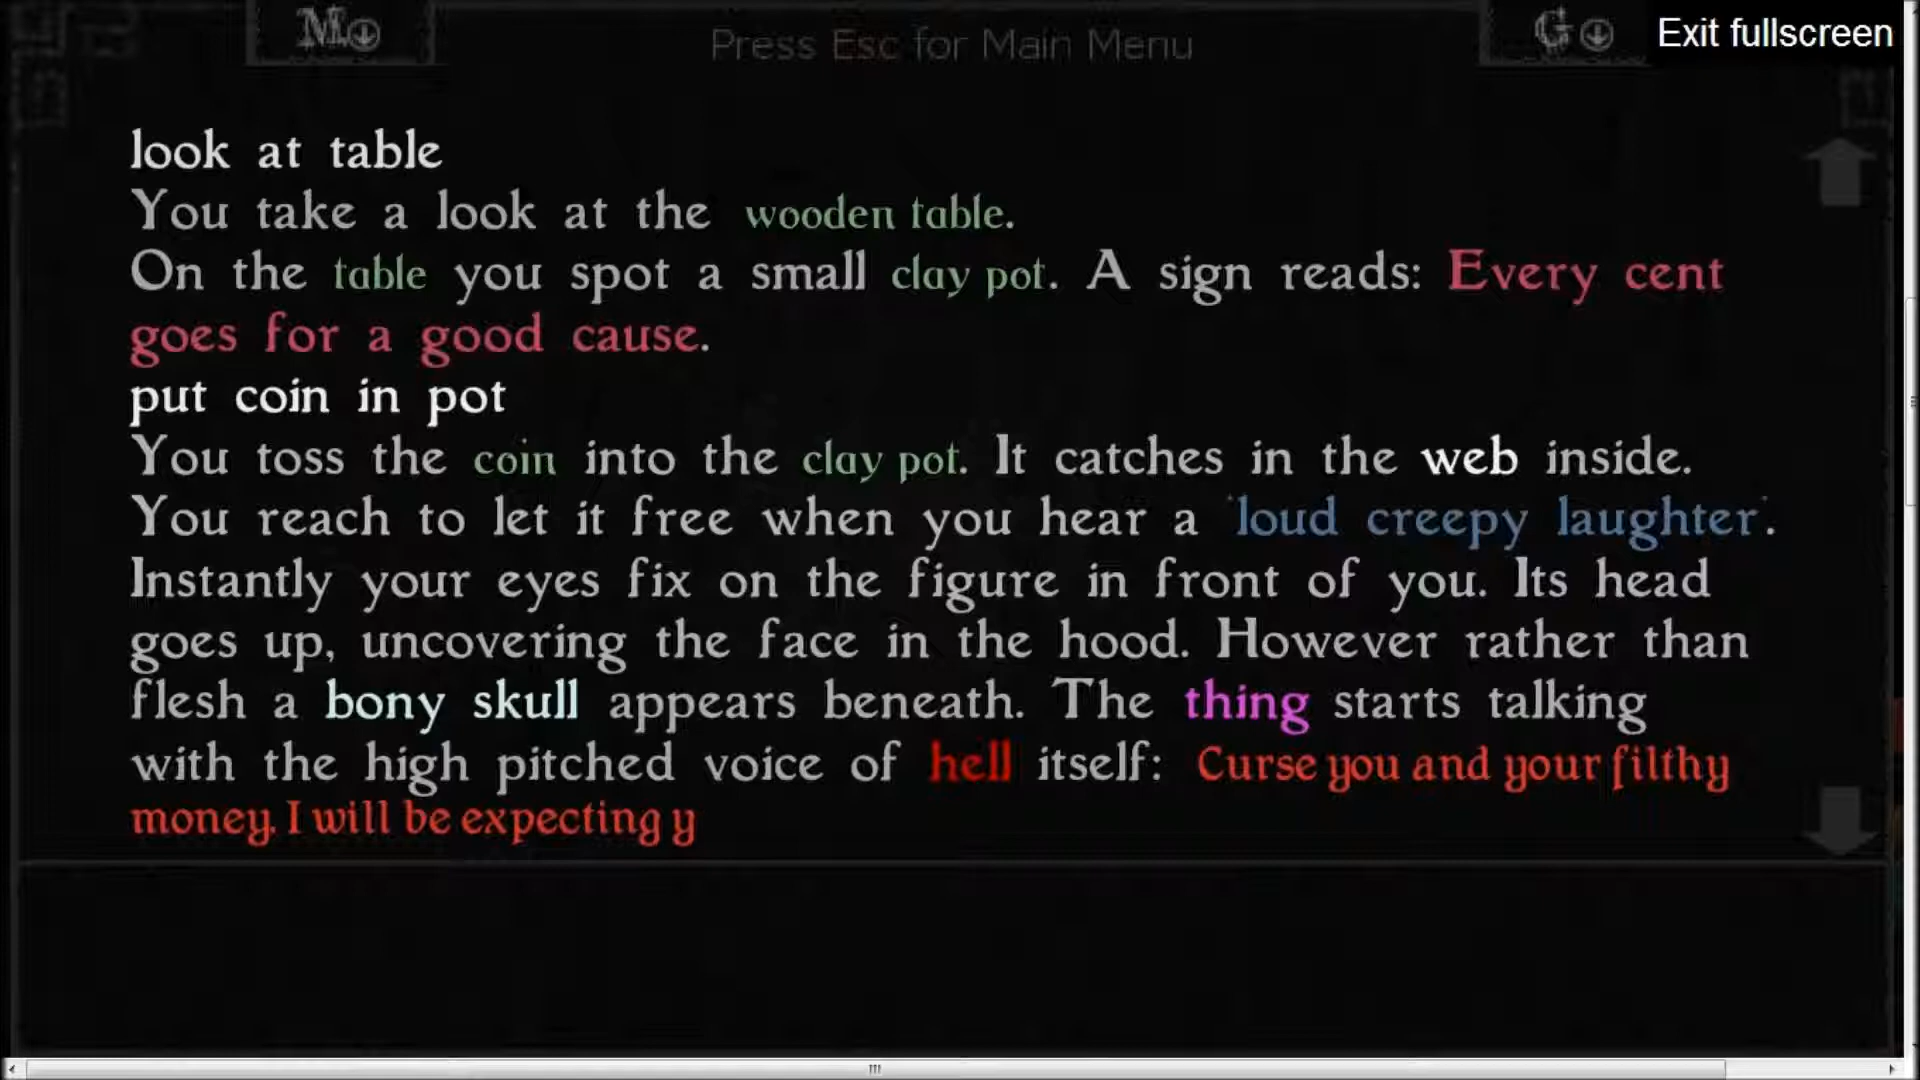 M
Press Esc for Main Menu
G
Exit fullscreen
look at table
You take a look at the wooden table.
On the table you spot a small clay pot. A sign reads: Every cent
goes for a good cause.
put coin in pot
You toss the coin into the clay pot. It catches in the web inside.
You reach to let it free when you hear a 'loud creepy laughter'.
Instantly your eyes fix on the figure in front of you. Its head
goes up, uncovering the face in the hood. However rather than
flesh a bony skull appears beneath. The thing starts talking
with the high pitched voice of hell itself: Curse you and your filthy
money. I will be expecting y